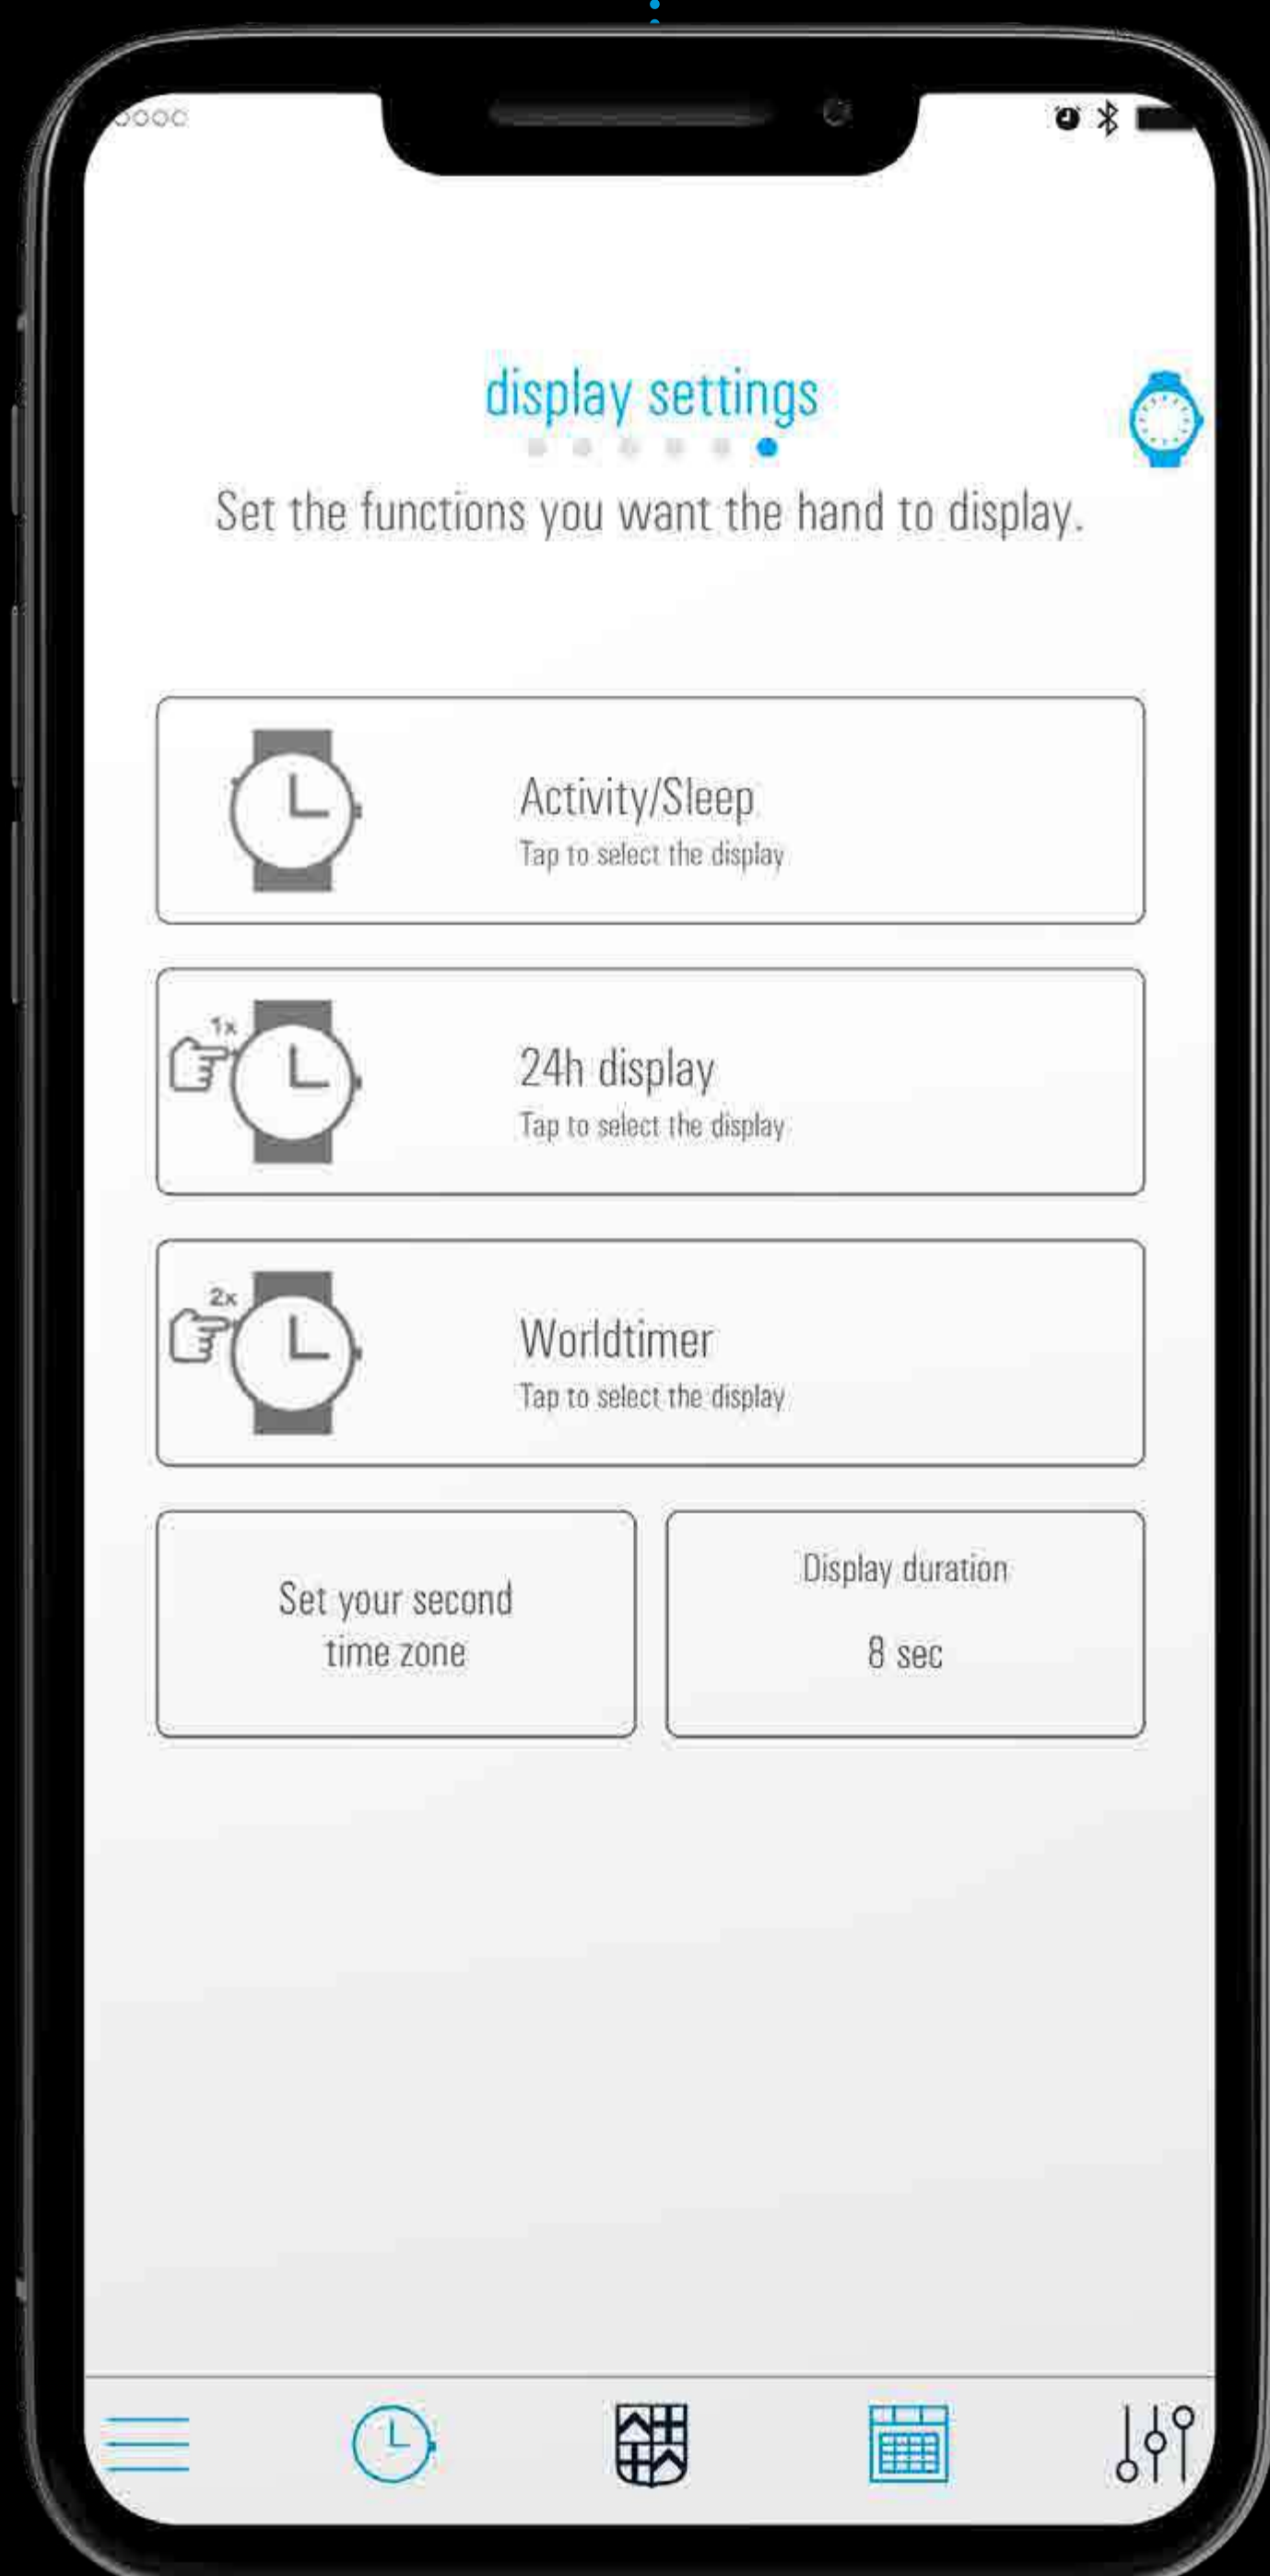 display settings
Set the functions you want the hand to display.
Activity/Sleep
Tap to select the display
1x
24h display
Tap to select the display
2x
Worldtimer
Tap to select the display
Set your second
time zone
Display duration
8 sec